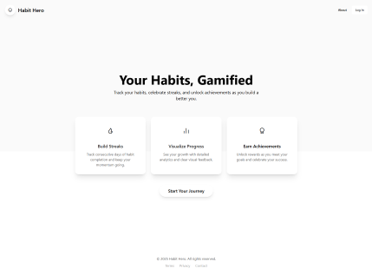 Habit Hero
About
Log In
Your Habits, Gamified
Track your habits, celebrate streaks, and unlock achievements as you build a
better you.
Build Streaks
Track consecutive days of habit
completion and keep your
momentum going.
Visualize Progress
See your growth with detailed
analytics and clear visual feedback.
Earn Achievements
Unlock rewards as you meet your
goals and celebrate your success.
Start Your Journey
© 2025 Habit Hero. All rights reserved.
Privacy
Contact